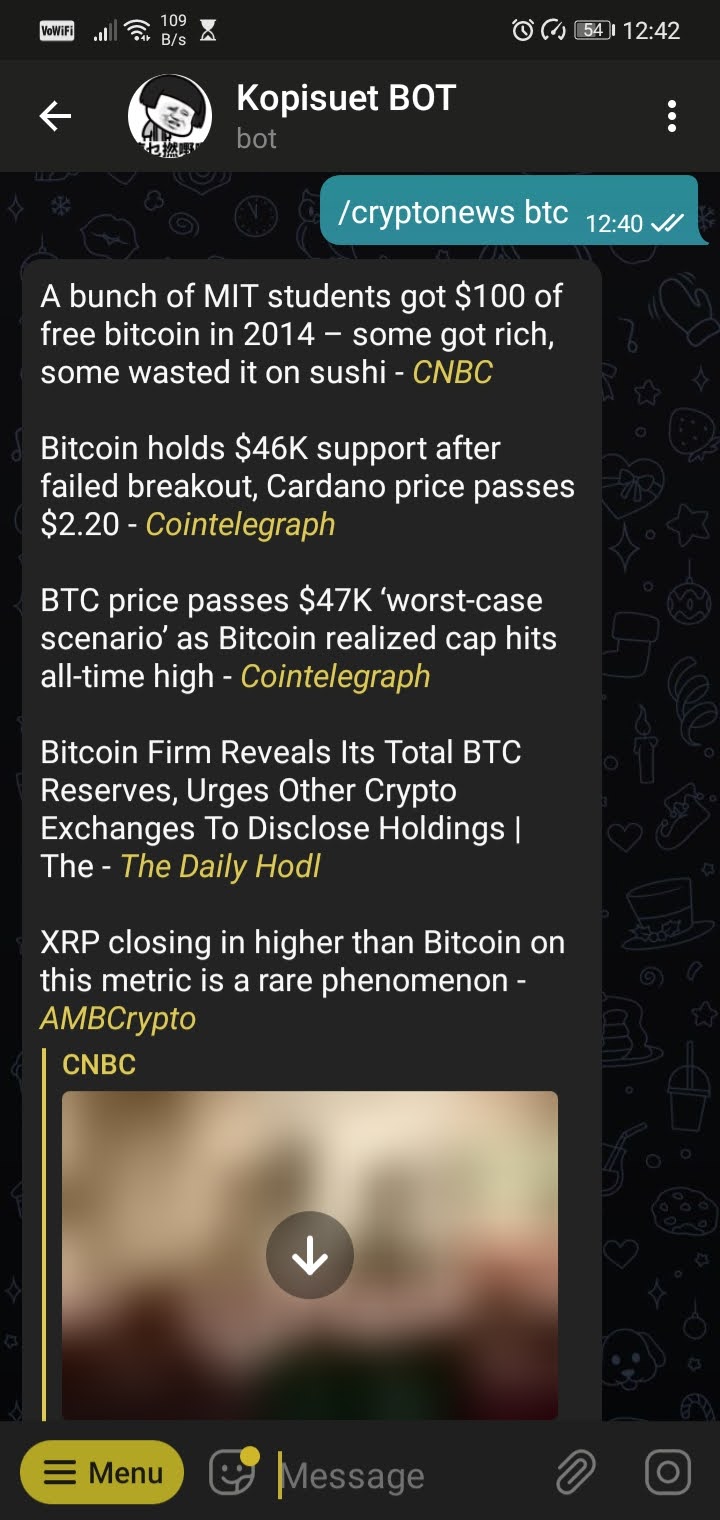 VoWiFi 109 54 12:42
B/s
Kopisuet BOT
bot
/cryptonews btc 12:40
A bunch of MIT students got $100 of
free bitcoin in 2014 – some got rich,
some wasted it on sushi - CNBC
Bitcoin holds $46K support after
failed breakout, Cardano price passes
$2.20 - Cointelegraph
BTC price passes $47K ‘worst-case
scenario’ as Bitcoin realized cap hits
all-time high - Cointelegraph
Bitcoin Firm Reveals Its Total BTC
Reserves, Urges Other Crypto
Exchanges To Disclose Holdings |
The - The Daily Hodl
XRP closing in higher than Bitcoin on
this metric is a rare phenomenon -
AMBCrypto
CNBC
Menu Message